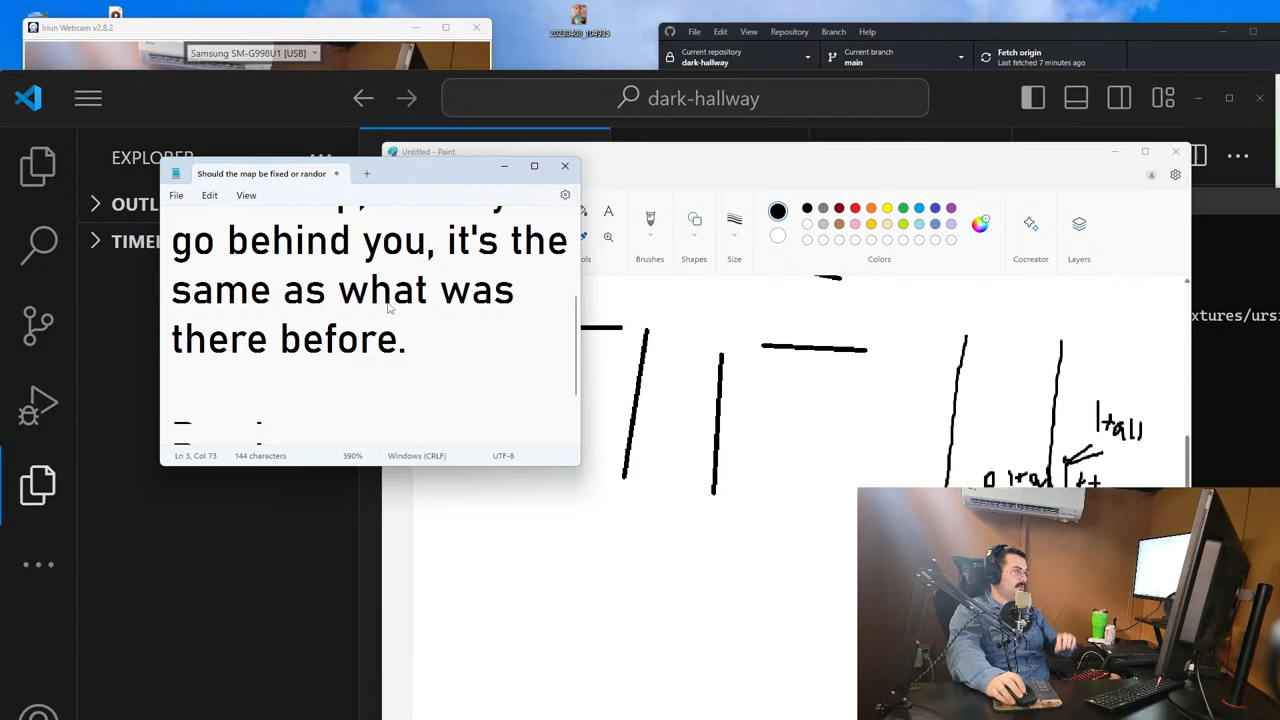 Iriun Webcam v2.8.2
Samsung SM-G998U1 [USB]
20230408_104935
File Edit View Repository Branch Help
Current repository
dark-hallway
Current branch
main
Fetch origin
Last fetched 7 minutes ago
dark-hallway
EXPLORER
Untitled - Paint
Should the map be fixed or randor
File Edit View
go behind you, it's the
same as what was
there before.
Ln 3, Col 73
144 characters
390%
Windows (CRLF)
UTF-8
OUTL
TIMEL
Brushes
Shapes
Size
Colors
Cocreator
Layers
xtures/ursi